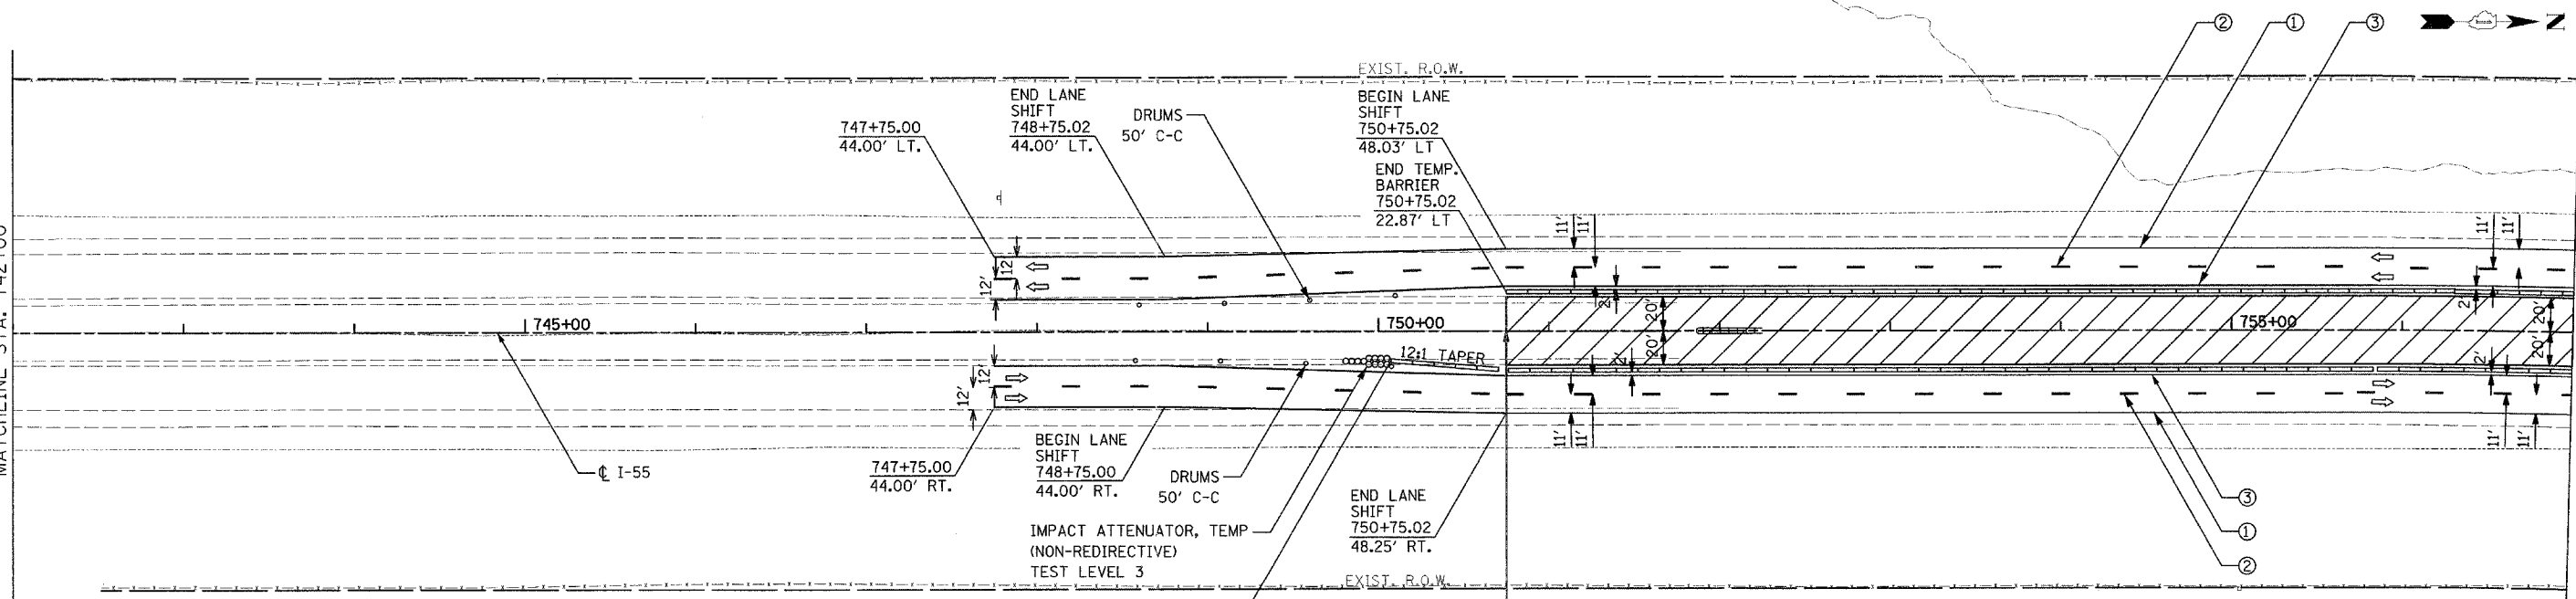 ② ① ③ N
EXIST. R.O.W.
747+75.00
44.00' LT.
END LANE
SHIFT
748+75.02
44.00' LT.
DRUMS
50' C-C
BEGIN LANE
SHIFT
750+75.02
48.03' LT
END TEMP.
BARRIER
750+75.02
22.87' LT
11' 11' 11' 11'
12'
12'
2' 2'
745+00 750+00 755+00
20' 20'
20' 20'
12:1 TAPER
2' 2'
12'
12'
11' 11' 11' 11'
℄ I-55
747+75.00
44.00' RT.
BEGIN LANE
SHIFT
748+75.00
44.00' RT.
DRUMS
50' C-C
IMPACT ATTENUATOR, TEMP
(NON-REDIRECTIVE)
TEST LEVEL 3
END LANE
SHIFT
750+75.02
48.25' RT.
③
①
②
EXIST. R.O.W.
MATCHLINE STA.